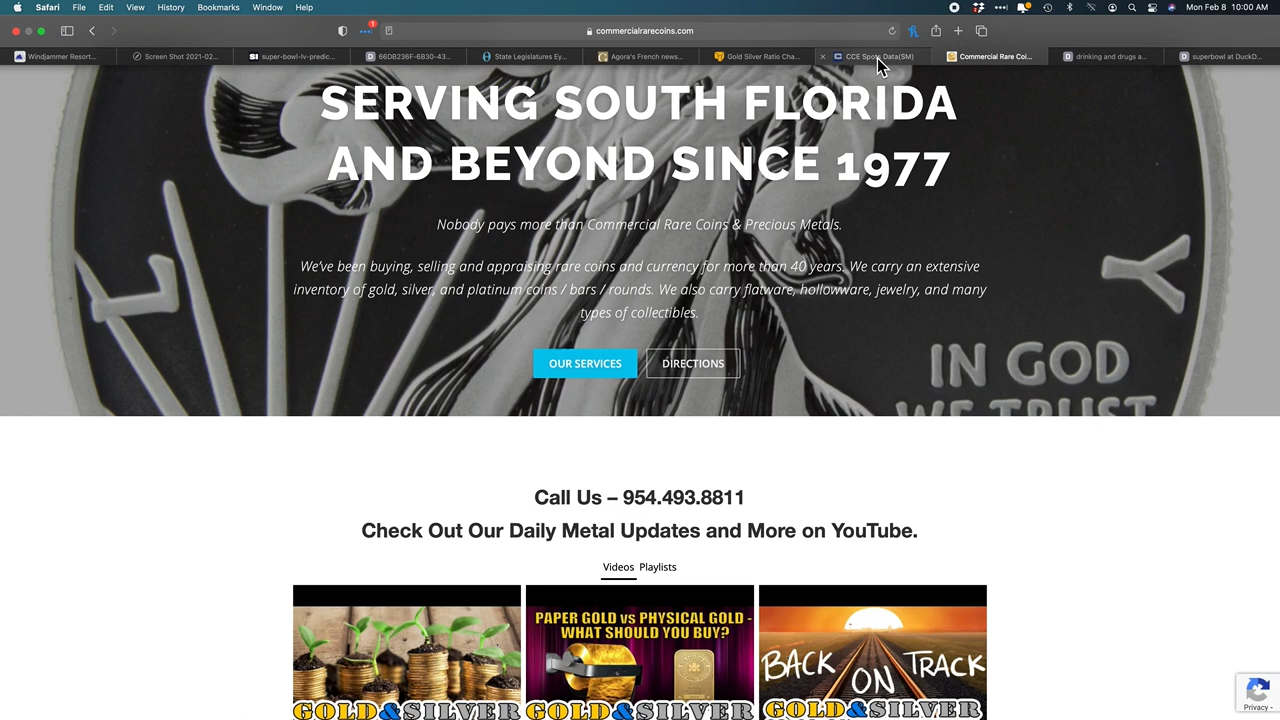 Safari File Edit View History Bookmarks Window Help Mon Feb 8 10:00 AM
1
commercialrarecoins.com
Windjammer Resort... Screen Shot 2021-02... super-bowl-lv-predic... 66DB236F-6B30-43... State Legislatures Ey... Agora's French news... Gold Silver Ratio Cha... CCE Spots Data(SM) Commercial Rare Coi... drinking and drugs a... superbowl at DuckD...
SERVING SOUTH FLORIDA
AND BEYOND SINCE 1977
Nobody pays more than Commercial Rare Coins & Precious Metals.
We've been buying, selling and appraising rare coins and currency for more than 40 years. We carry an extensive
inventory of gold, silver, and platinum coins / bars / rounds. We also carry flatware, hollowware, jewelry, and many
types of collectibles.
OUR SERVICES DIRECTIONS
L
Y
IN GOD
WE TRUST
Call Us – 954.493.8811
Check Out Our Daily Metal Updates and More on YouTube.
Videos Playlists
GOLD&SILVER
PAPER GOLD vs PHYSICAL GOLD -
WHAT SHOULD YOU BUY?
GOLD&SILVER
BACK ON TRACK
GOLD&SILVER
Privacy -